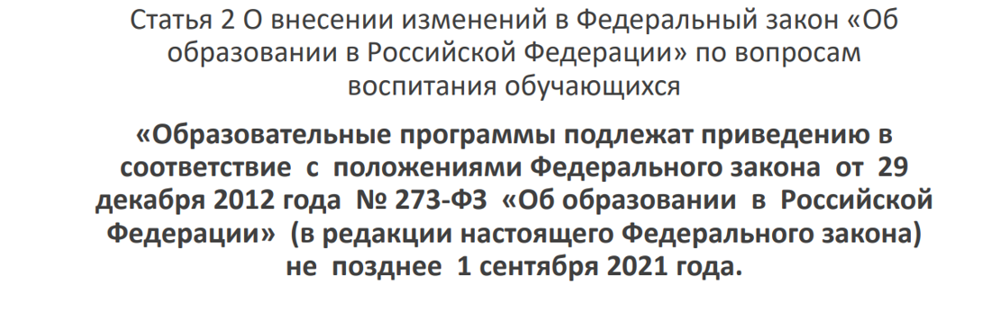 Статья 2 О внесении изменений в Федеральный закон «Об
образовании в Российской Федерации» по вопросам
воспитания обучающихся
«Образовательные программы подлежат приведению в
соответствие с положениями Федерального закона от 29
декабря 2012 года № 273-ФЗ «Об образовании в Российской
Федерации» (в редакции настоящего Федерального закона)
не позднее 1 сентября 2021 года.